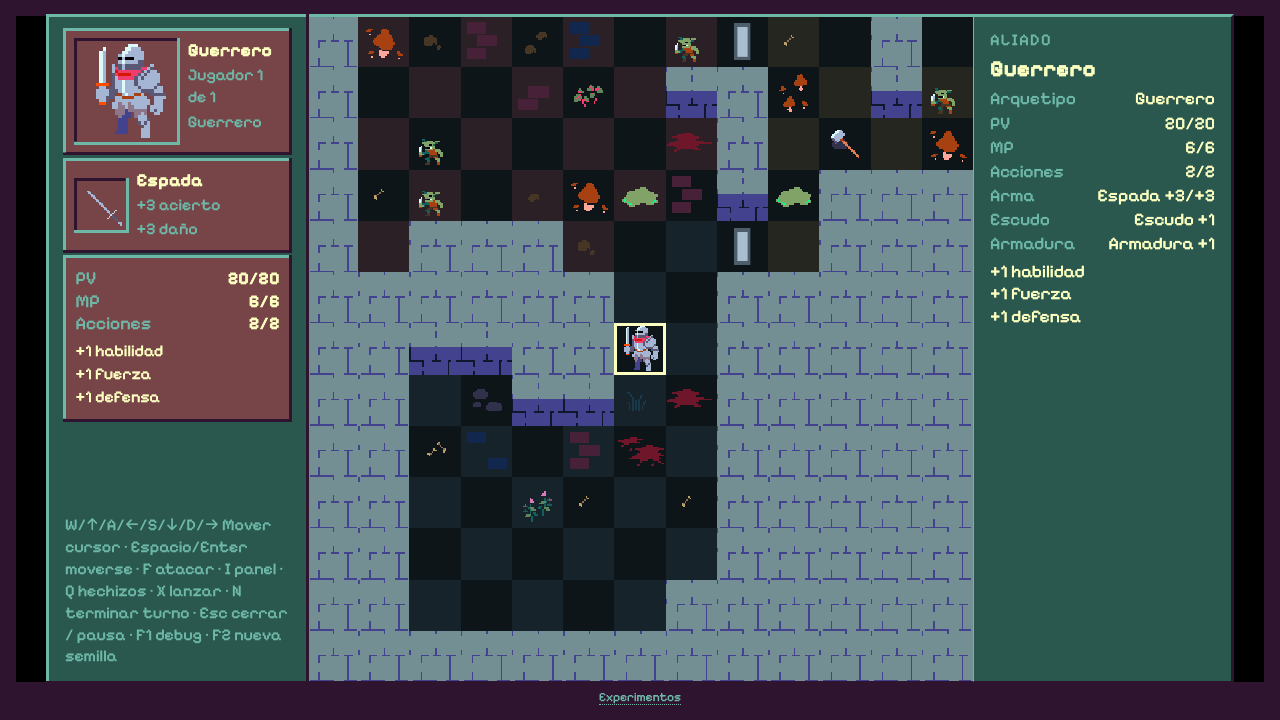 Guerrero
Jugador 1
de 1
Guerrero
Espada
+3 acierto
+3 daño
PV 20/20
MP 6/6
Acciones 2/2
+1 habilidad
+1 fuerza
+1 defensa
W/↑/A/←/S/↓/D/→ Mover
cursor · Espacio/Enter
moverse · F atacar · I panel ·
Q hechizos · X lanzar · N
terminar turno · Esc cerrar
/ pausa · F1 debug · F2 nueva
semilla
ALIADO
Guerrero
Arquetipo Guerrero
PV 20/20
MP 6/6
Acciones 2/2
Arma Espada +3/+3
Escudo Escudo +1
Armadura Armadura +1
+1 habilidad
+1 fuerza
+1 defensa
Experimentos